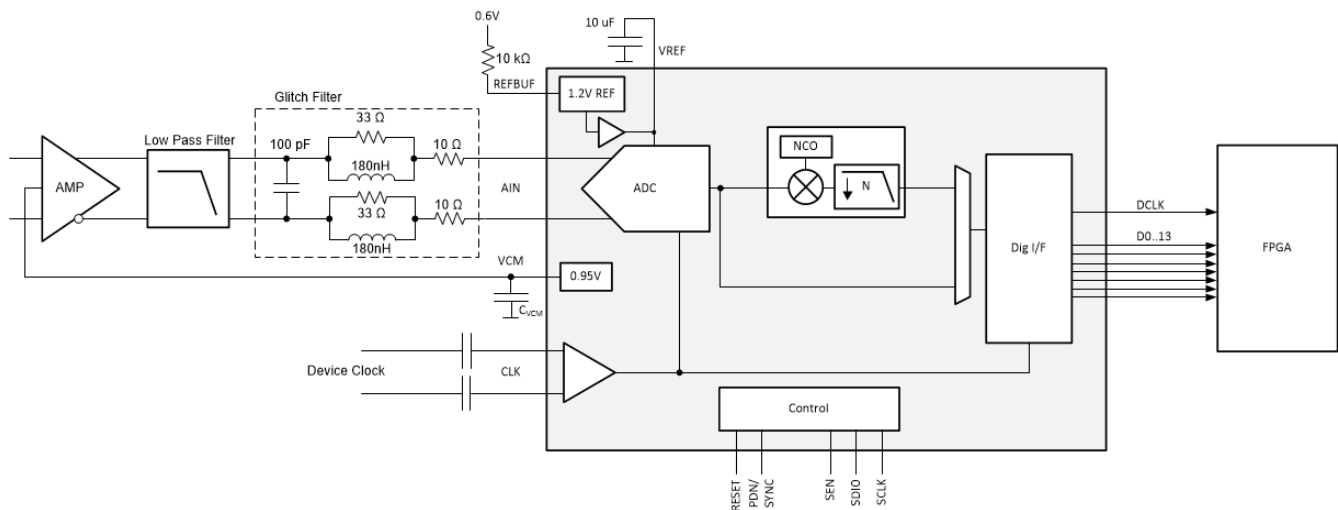 0.6V
10 uF
VREF
10 kΩ
REFBUF
1.2V REF
Glitch Filter
33 Ω
Low Pass Filter
100 pF
10 Ω
180nH
NCO
AMP
AIN
ADC
N
33 Ω
10 Ω
180nH
DCLK
D0..13
Dig I/F
FPGA
VCM
0.95V
CVCM
Device Clock
CLK
Control
RESET
PDN/
SYNC
SEN
SDIO
SCLK